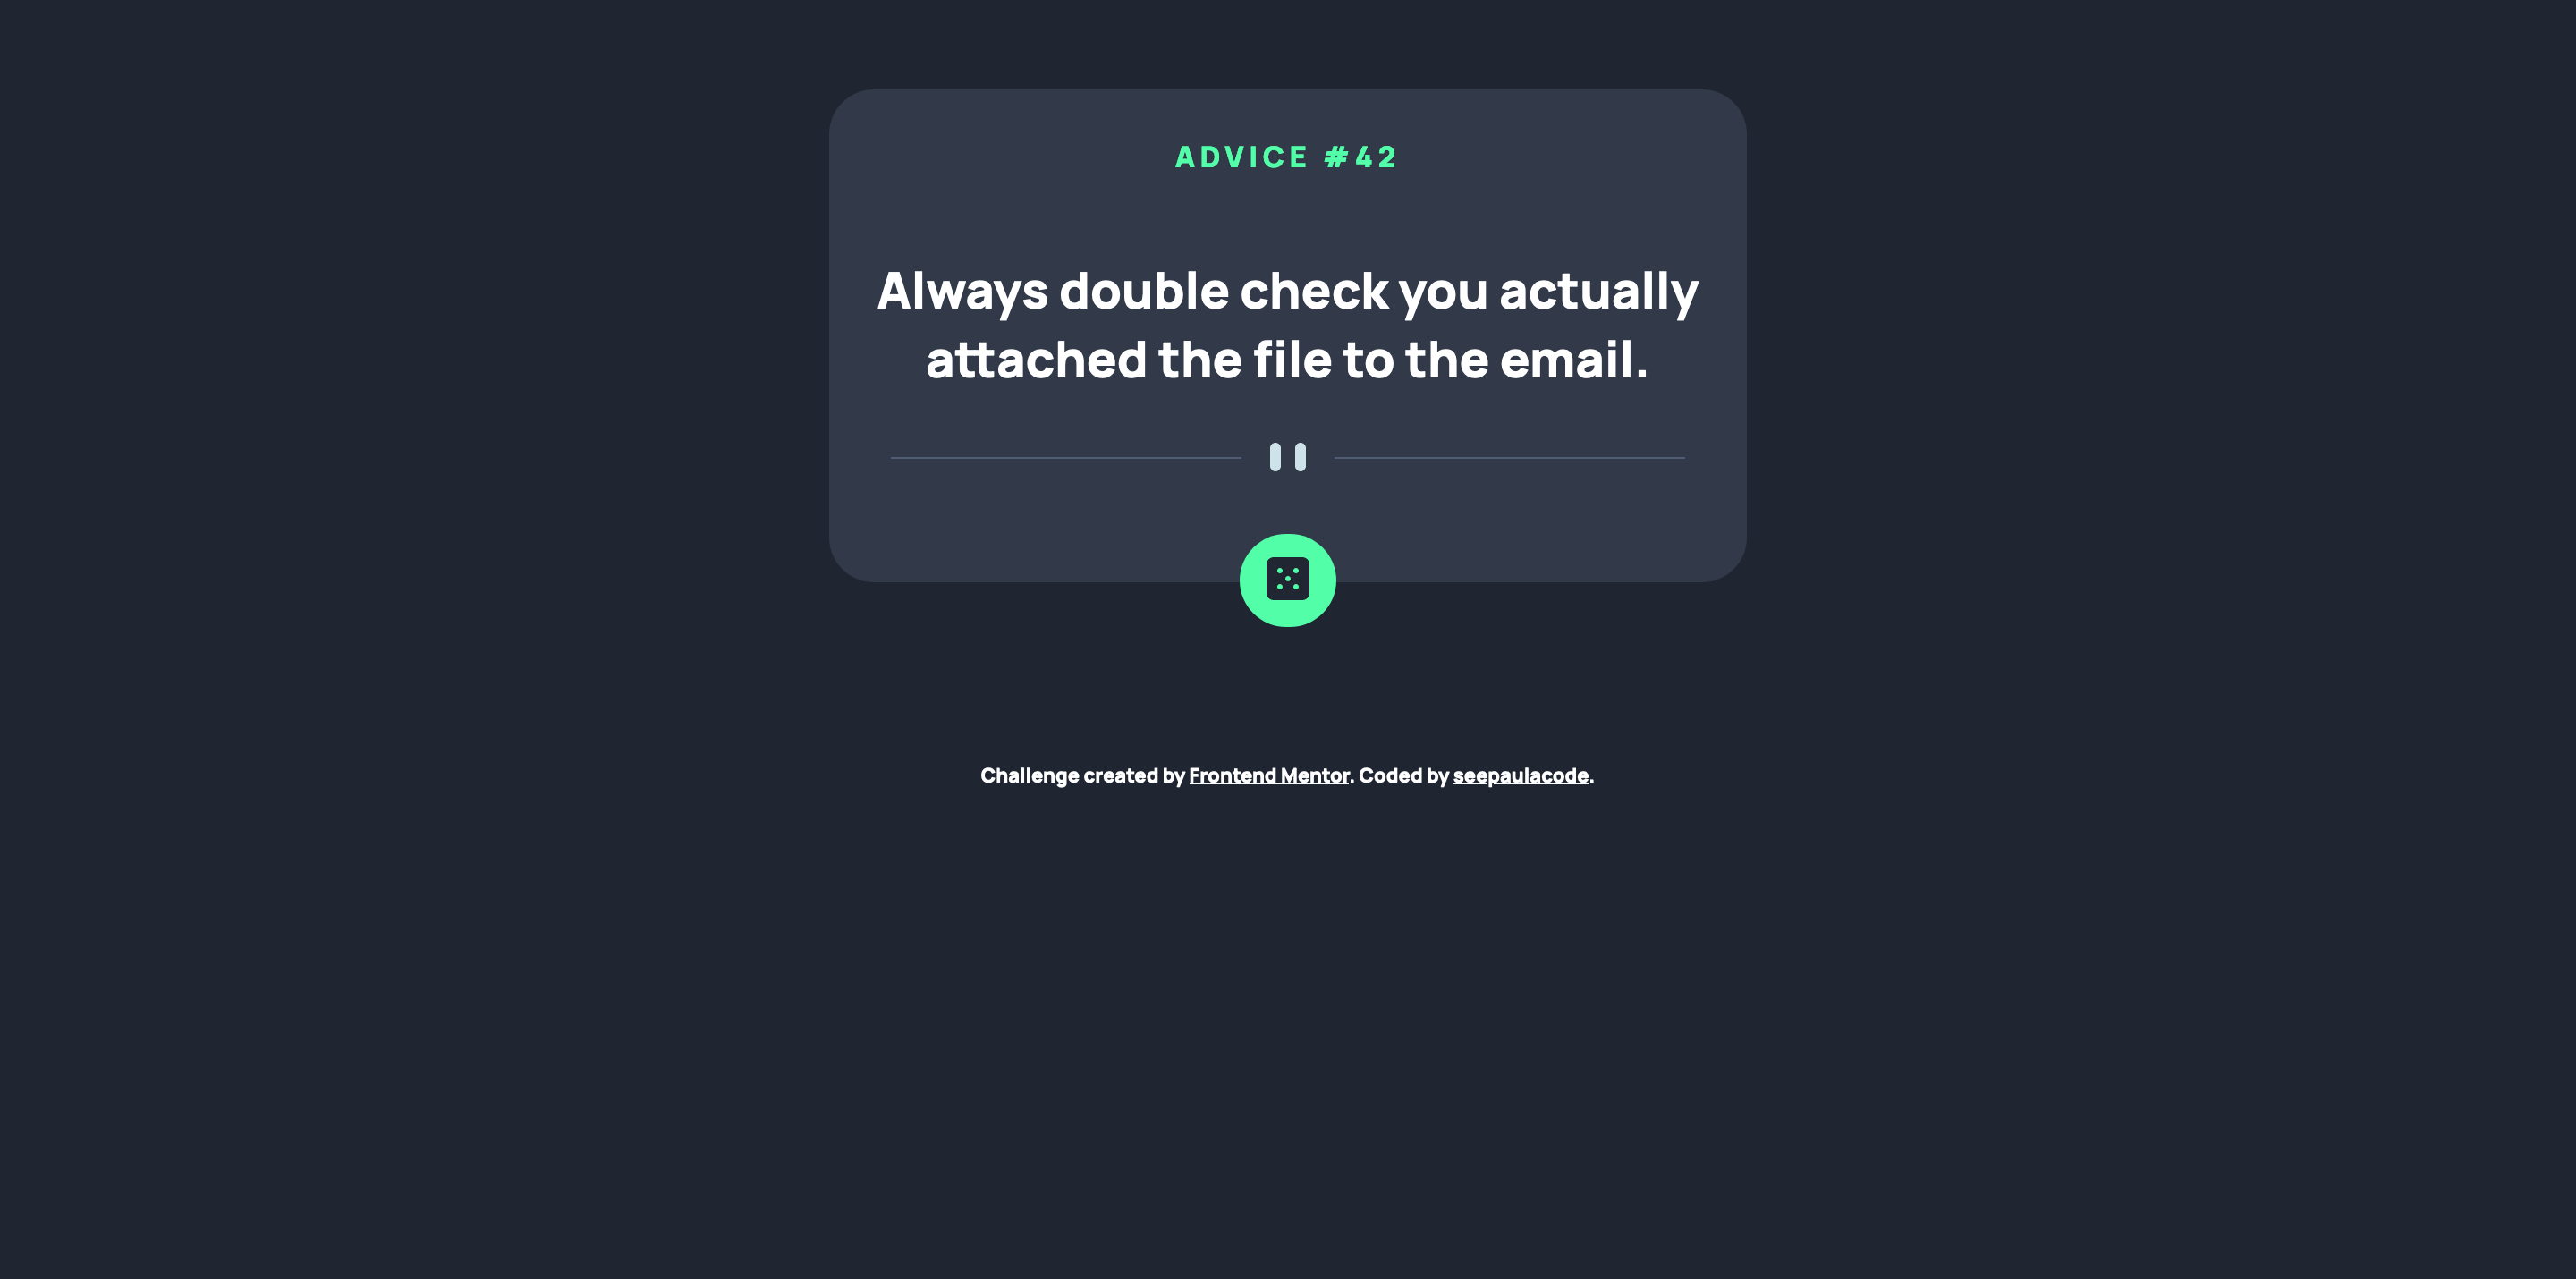 ADVICE #42
Always double check you actually
attached the file to the email.
Challenge created by Frontend Mentor. Coded by seepaulacode.